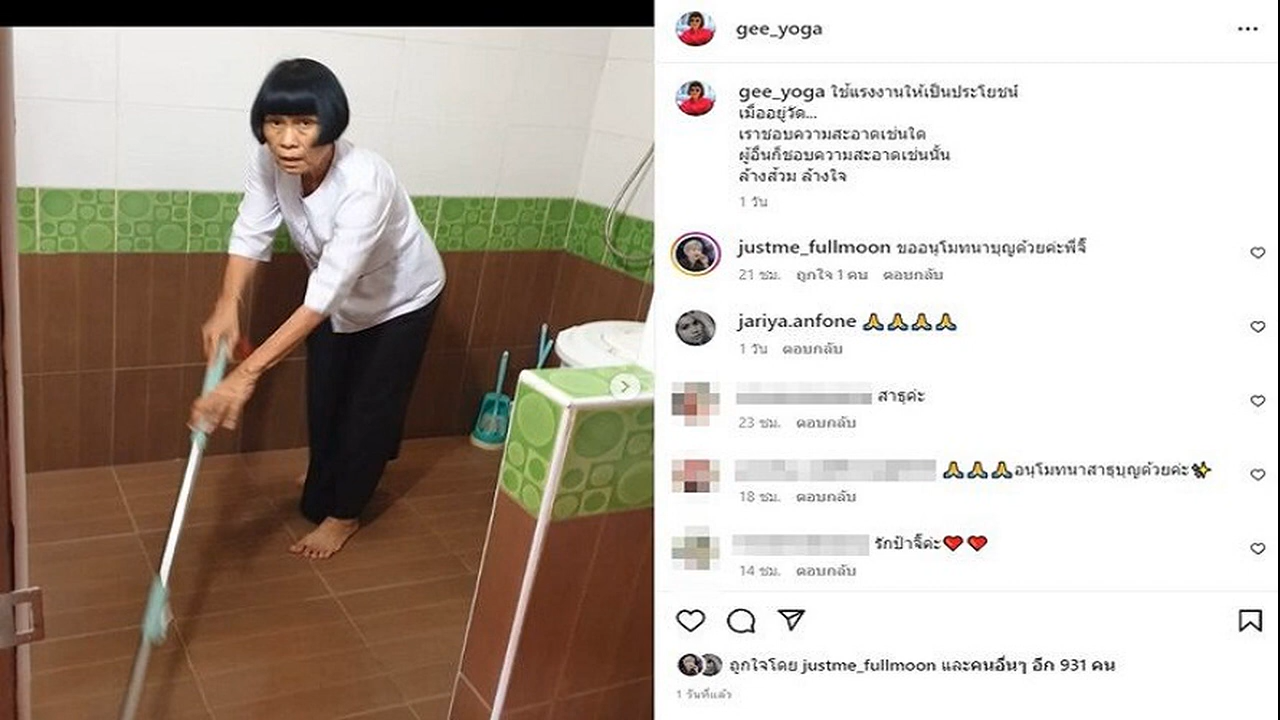 gee_yoga
gee_yoga ใช้แรงงานให้เป็นประโยชน์
เมื่ออยู่วัด...
เราชอบความสะอาดเช่นใด
ผู้อื่นก็ชอบความสะอาดเช่นนั้น
ล้างส้วม ล้างใจ
1 วัน
justme_fullmoon ขออนุโมทนาบุญด้วยค่ะพี่จี๊
21 ชม. ถูกใจ 1 คน ตอบกลับ
jariya.anfone 🙏🙏🙏🙏
1 วัน ตอบกลับ
สาธุค่ะ
23 ชม. ตอบกลับ
🙏🙏🙏อนุโมทนาสาธุบุญด้วยค่ะ✨
18 ชม. ตอบกลับ
รักป้าจี๊ค่ะ❤️❤️
14 ชม. ตอบกลับ
ถูกใจโดย justme_fullmoon และคนอื่นๆ อีก 931 คน
1 วันที่แล้ว